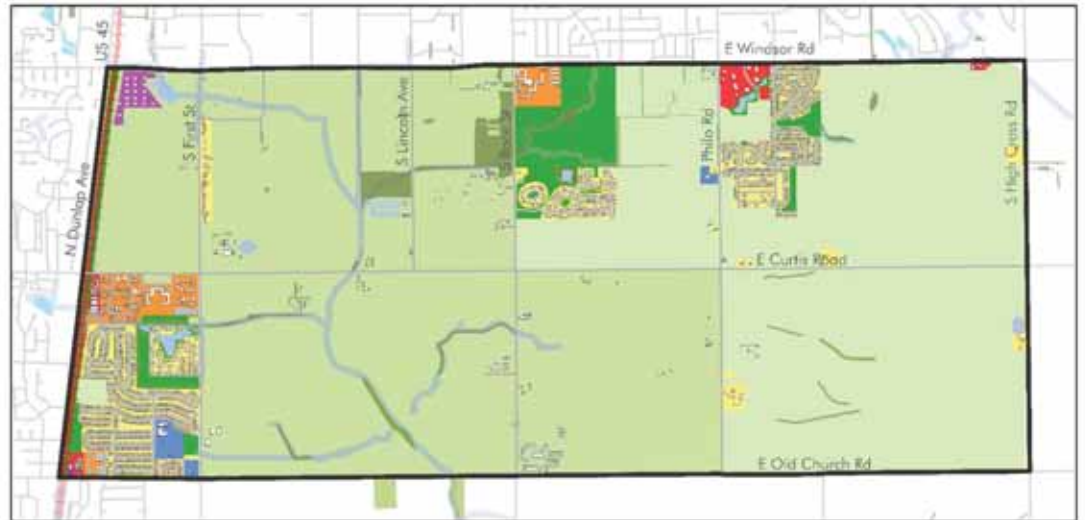 US 45
E Windsor Rd
N Dunlap Ave
S First St
S Lincoln Ave
Philo Rd
S High Cross Rd
E Curtis Road
E Old Church Rd